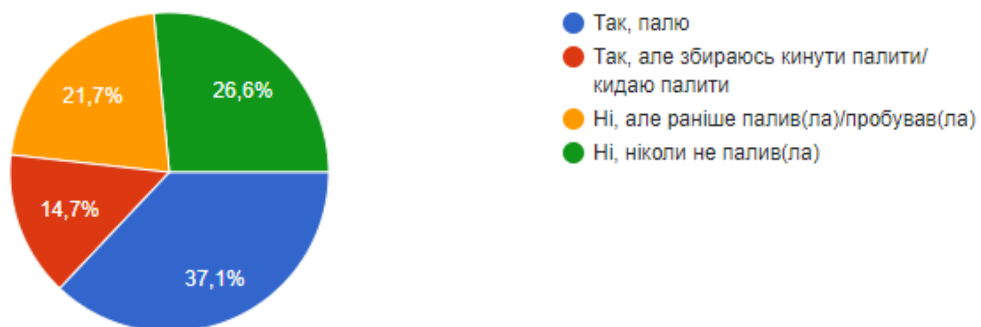 26,6%
21,7%
14,7%
37,1%
Так, палю
Так, але збираюсь кинути палити/
кидаю палити
Ні, але раніше палив(ла)/пробував(ла)
Ні, ніколи не палив(ла)